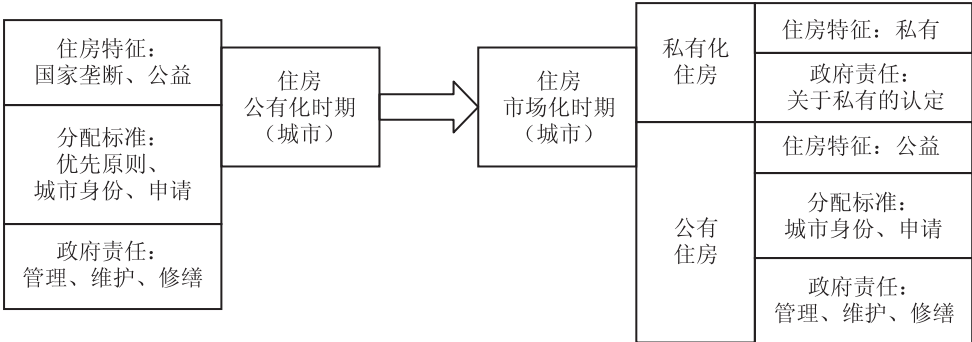 住房特征：
国家垄断、公益
分配标准：
优先原则、
城市身份、申请
政府责任：
管理、维护、修缮
住房
公有化时期
（城市）
住房
市场化时期
（城市）
私有化
住房
住房特征：私有
政府责任：
关于私有的认定
公有
住房
住房特征：公益
分配标准：
城市身份、申请
政府责任：
管理、维护、修缮